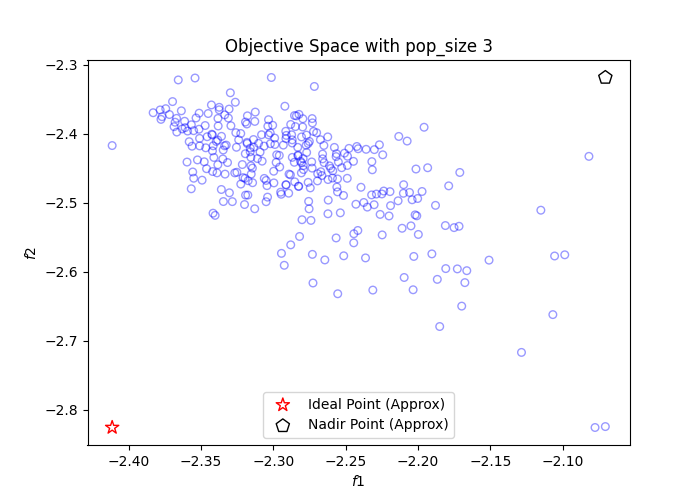 Objective Space with pop_size 3
−2.3
−2.4
−2.5
−2.6
−2.7
−2.8
f2
Ideal Point (Approx)
Nadir Point (Approx)
−2.40
−2.35
−2.30
−2.25
−2.20
−2.15
−2.10
f1